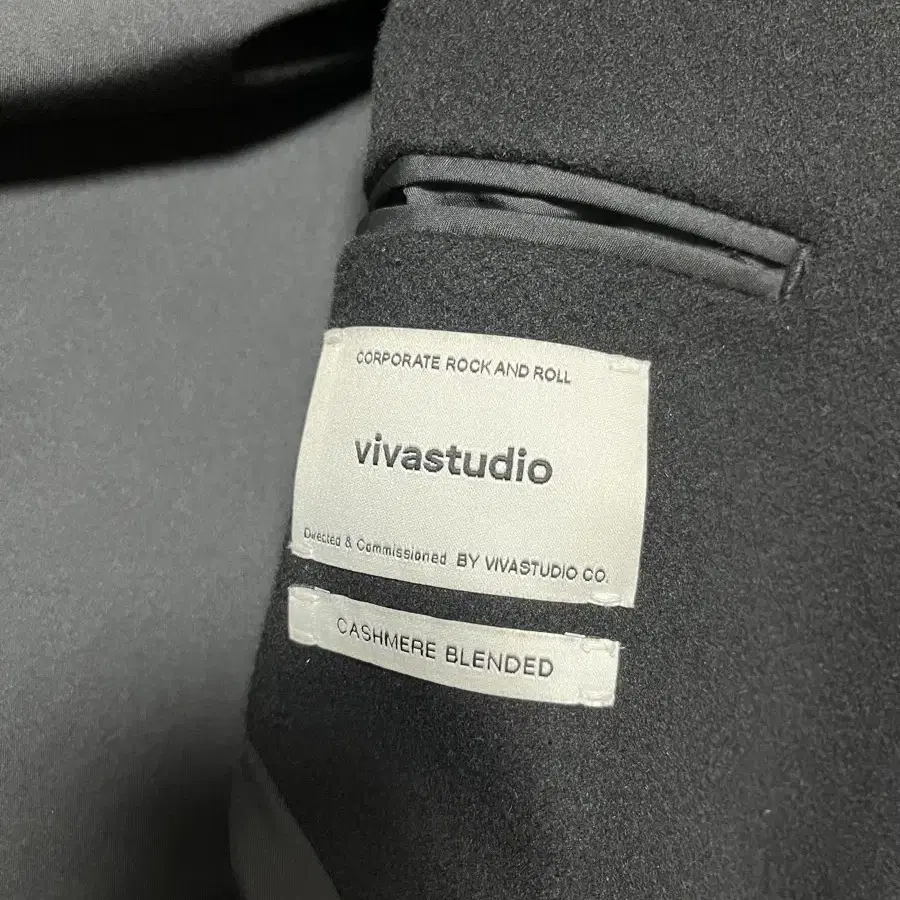 CORPORATE ROCK AND ROLL
vivastudio
Directed & Commissioned BY VIVASTUDIO CO.
CASHMERE BLENDED